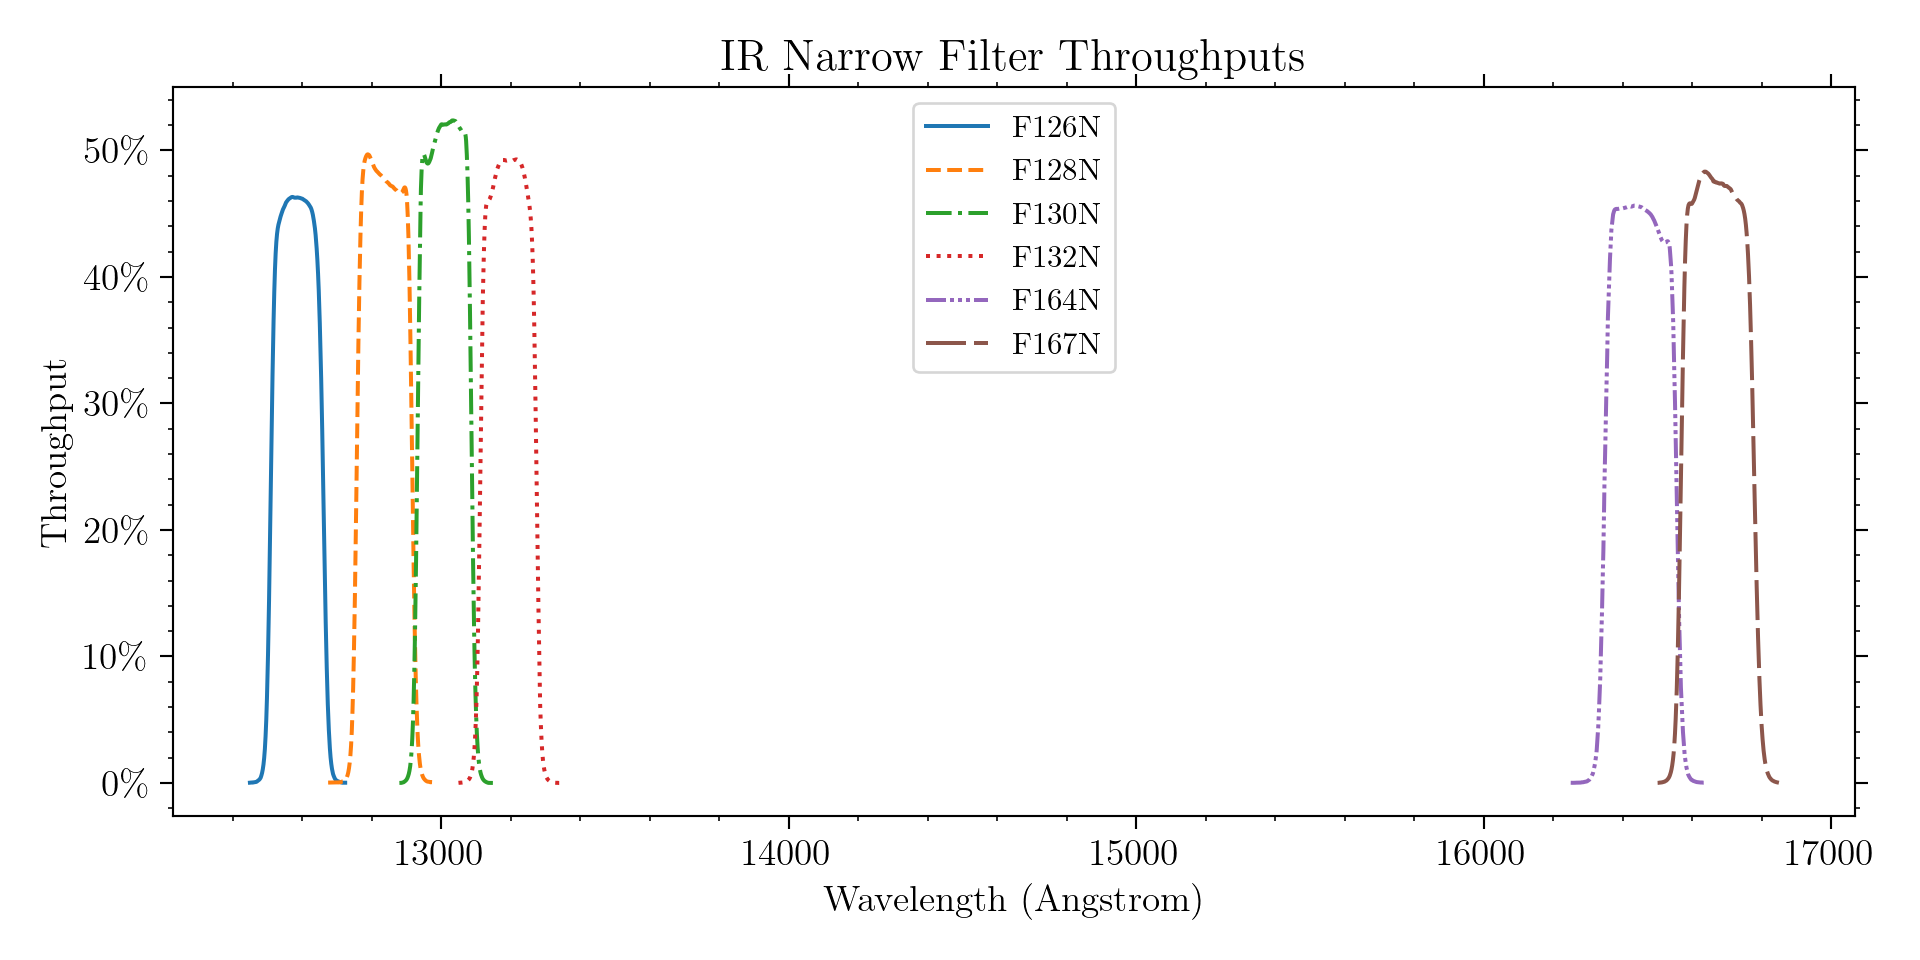 IR Narrow Filter Throughputs
F126N
F128N
F130N
F132N
F164N
F167N
Throughput
50%
40%
30%
20%
10%
0%
13000 14000 15000 16000 17000
Wavelength (Angstrom)